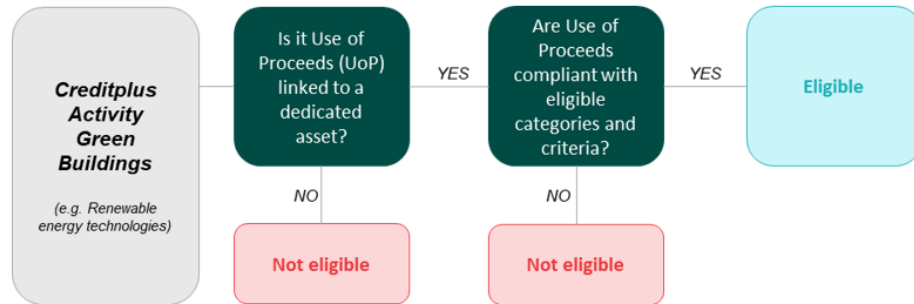 Creditplus
Activity
Green
Buildings
(e.g. Renewable
energy technologies)
Is it Use of
Proceeds (UoP)
linked to a
dedicated
asset?
YES
NO
Not eligible
Are Use of
Proceeds
compliant with
eligible
categories and
criteria?
YES
NO
Not eligible
Eligible